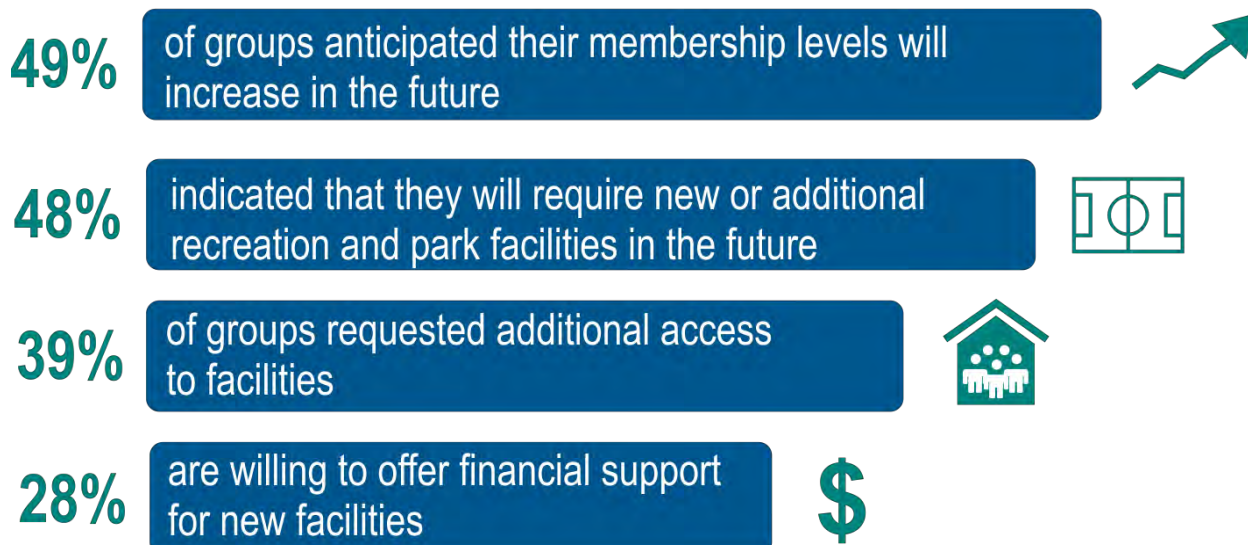 49%
of groups anticipated their membership levels will
increase in the future
48%
indicated that they will require new or additional
recreation and park facilities in the future
39%
of groups requested additional access
to facilities
28%
are willing to offer financial support
for new facilities
$